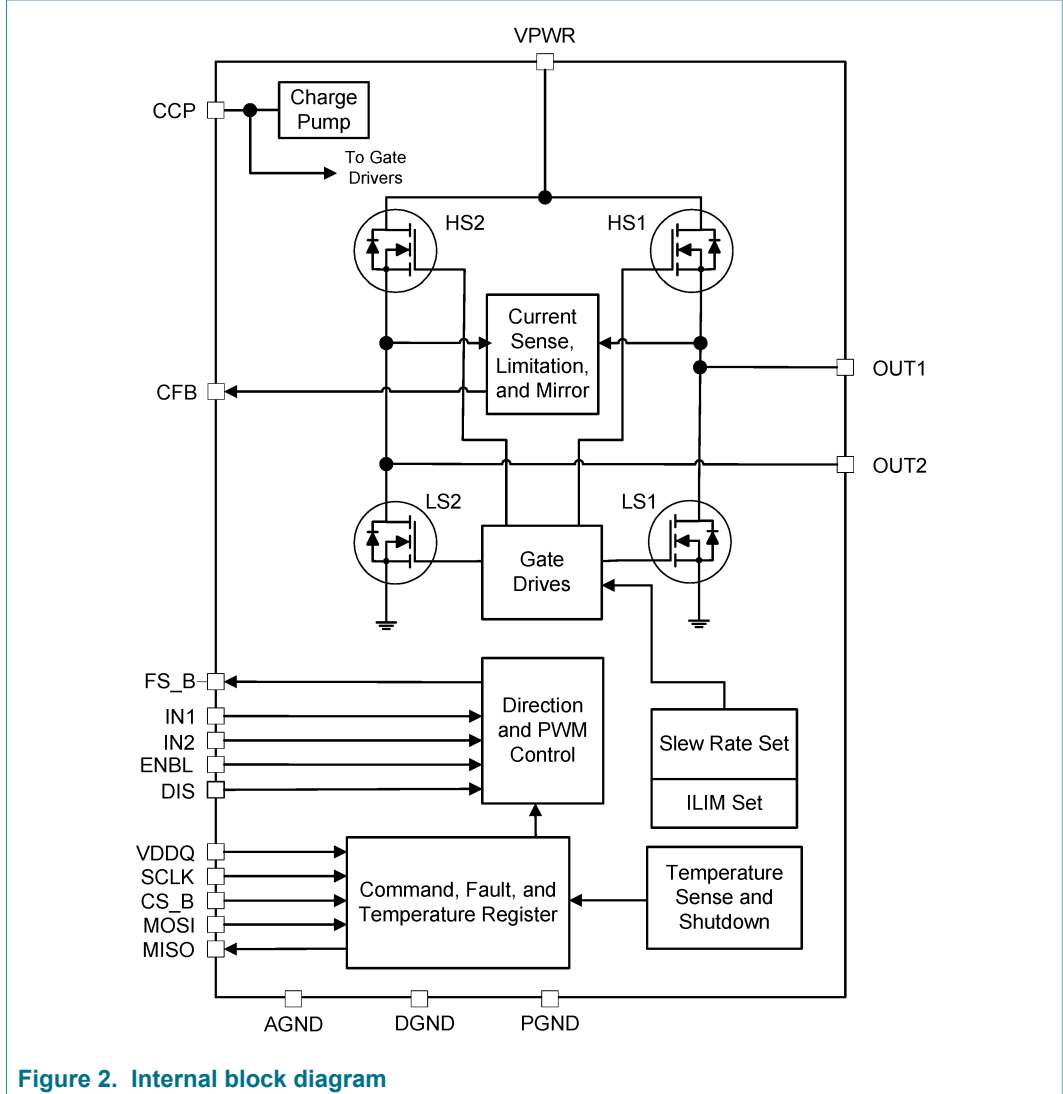 VPWR
CCP
Charge
Pump
To Gate
Drivers
HS2
HS1
Current
Sense,
Limitation,
and Mirror
OUT1
CFB
OUT2
LS2
LS1
Gate
Drives
FS_B
IN1
IN2
ENBL
DIS
Direction
and PWM
Control
Slew Rate Set
ILIM Set
VDDQ
SCLK
CS_B
MOSI
MISO
Command, Fault, and
Temperature Register
Temperature
Sense and
Shutdown
AGND
DGND
PGND
Figure 2. Internal block diagram